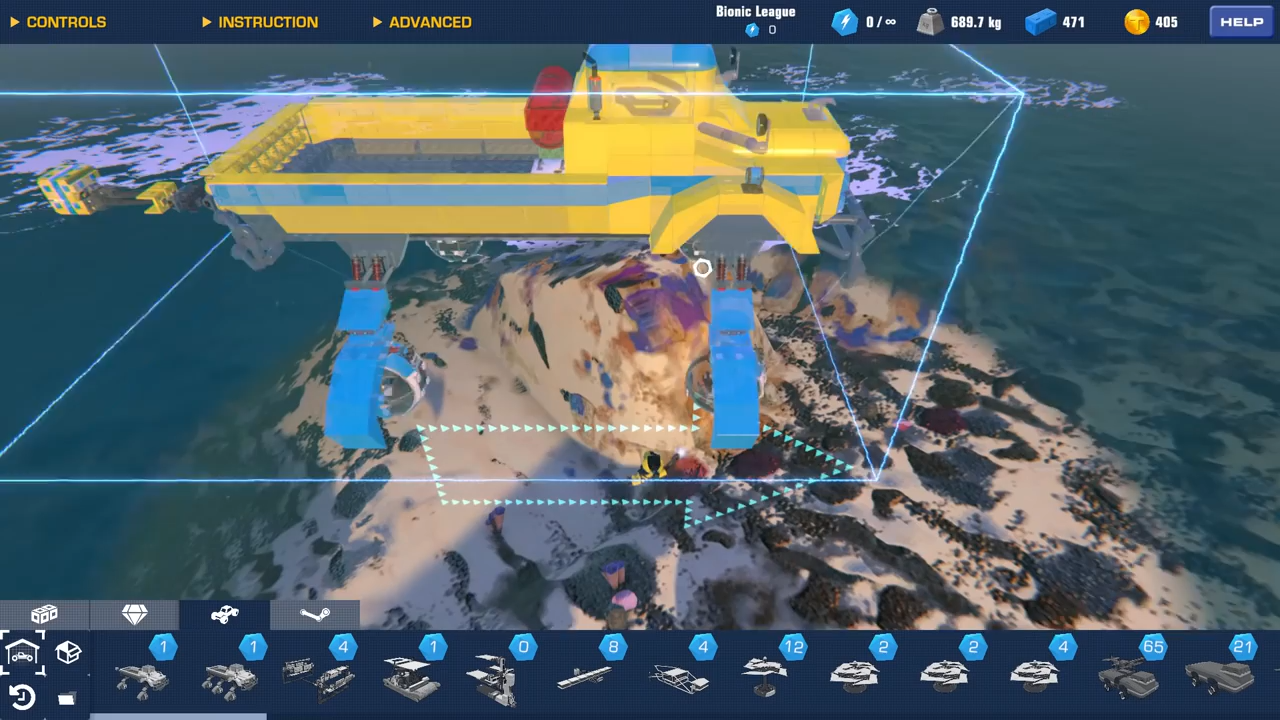 CONTROLS
INSTRUCTION
ADVANCED
Bionic League
0
0 / ∞
689.7 kg
471
405
HELP
1
1
4
1
0
8
4
12
2
2
4
65
21